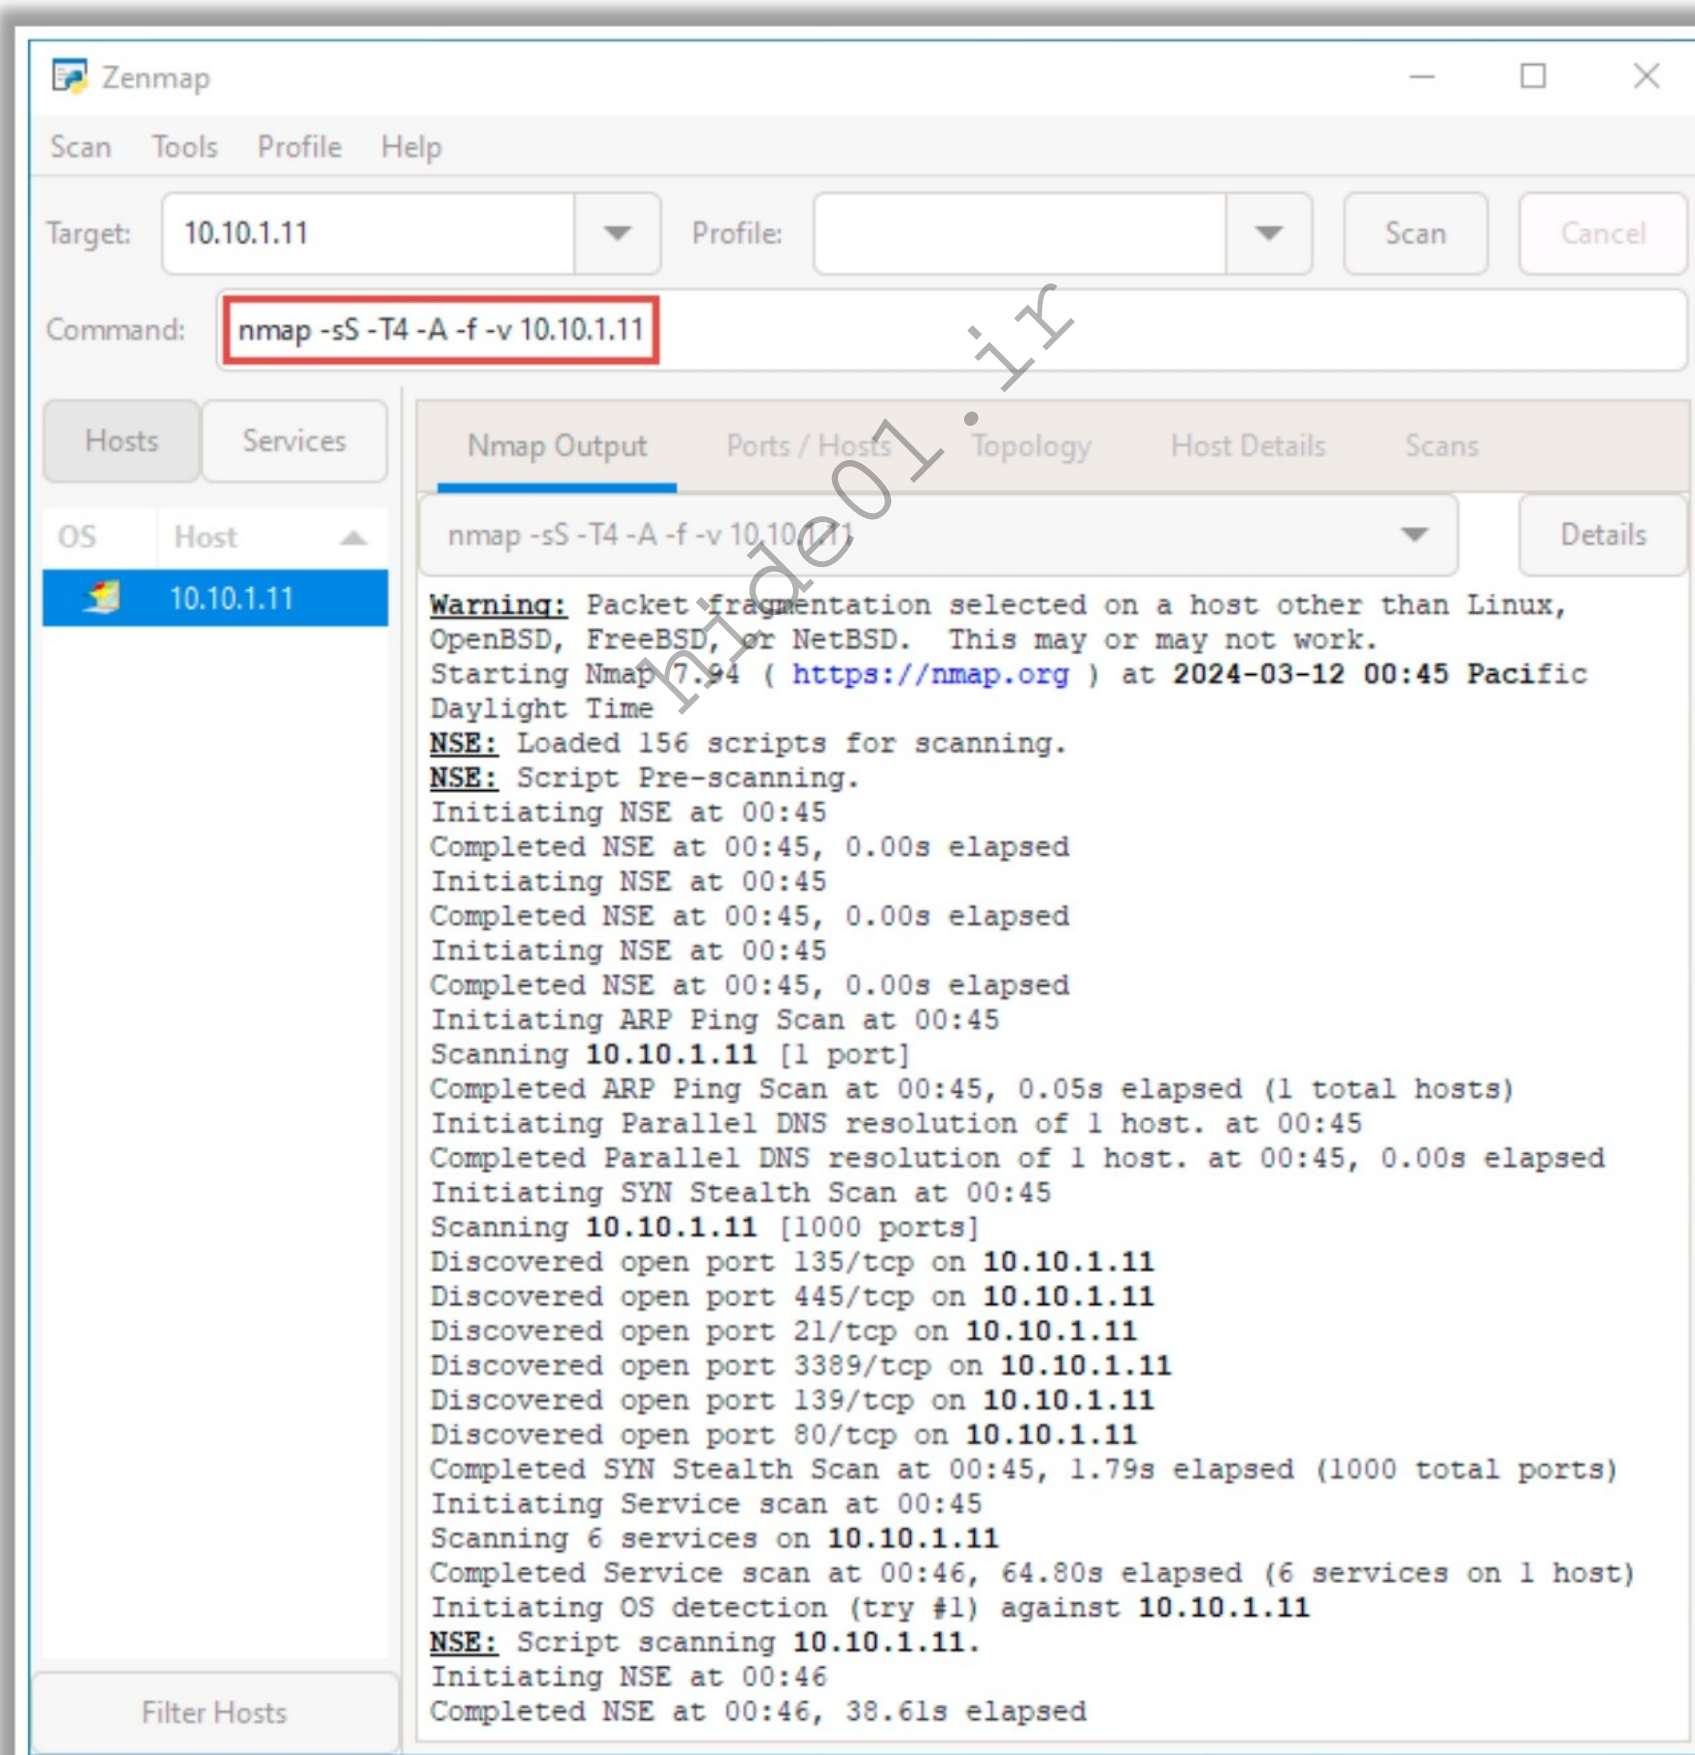 Zenmap
Scan Tools Profile Help
Target: 10.10.1.11 Profile: Scan Cancel
Command: nmap -sS -T4 -A -f -v 10.10.1.11
Hosts Services
Nmap Output Ports / Hosts Topology Host Details Scans
OS Host
nmap -sS -T4 -A -f -v 10.10.1.11 Details
10.10.1.11
Warning: Packet fragmentation selected on a host other than Linux,
OpenBSD, FreeBSD, or NetBSD. This may or may not work.
Starting Nmap 7.94 ( https://nmap.org ) at 2024-03-12 00:45 Pacific
Daylight Time
NSE: Loaded 156 scripts for scanning.
NSE: Script Pre-scanning.
Initiating NSE at 00:45
Completed NSE at 00:45, 0.00s elapsed
Initiating NSE at 00:45
Completed NSE at 00:45, 0.00s elapsed
Initiating NSE at 00:45
Completed NSE at 00:45, 0.00s elapsed
Initiating ARP Ping Scan at 00:45
Scanning 10.10.1.11 [1 port]
Completed ARP Ping Scan at 00:45, 0.05s elapsed (1 total hosts)
Initiating Parallel DNS resolution of 1 host. at 00:45
Completed Parallel DNS resolution of 1 host. at 00:45, 0.00s elapsed
Initiating SYN Stealth Scan at 00:45
Scanning 10.10.1.11 [1000 ports]
Discovered open port 135/tcp on 10.10.1.11
Discovered open port 445/tcp on 10.10.1.11
Discovered open port 21/tcp on 10.10.1.11
Discovered open port 3389/tcp on 10.10.1.11
Discovered open port 139/tcp on 10.10.1.11
Discovered open port 80/tcp on 10.10.1.11
Completed SYN Stealth Scan at 00:45, 1.79s elapsed (1000 total ports)
Initiating Service scan at 00:45
Scanning 6 services on 10.10.1.11
Completed Service scan at 00:46, 64.80s elapsed (6 services on 1 host)
Initiating OS detection (try #1) against 10.10.1.11
NSE: Script scanning 10.10.1.11.
Initiating NSE at 00:46
Completed NSE at 00:46, 38.61s elapsed
Filter Hosts
hide01.ir